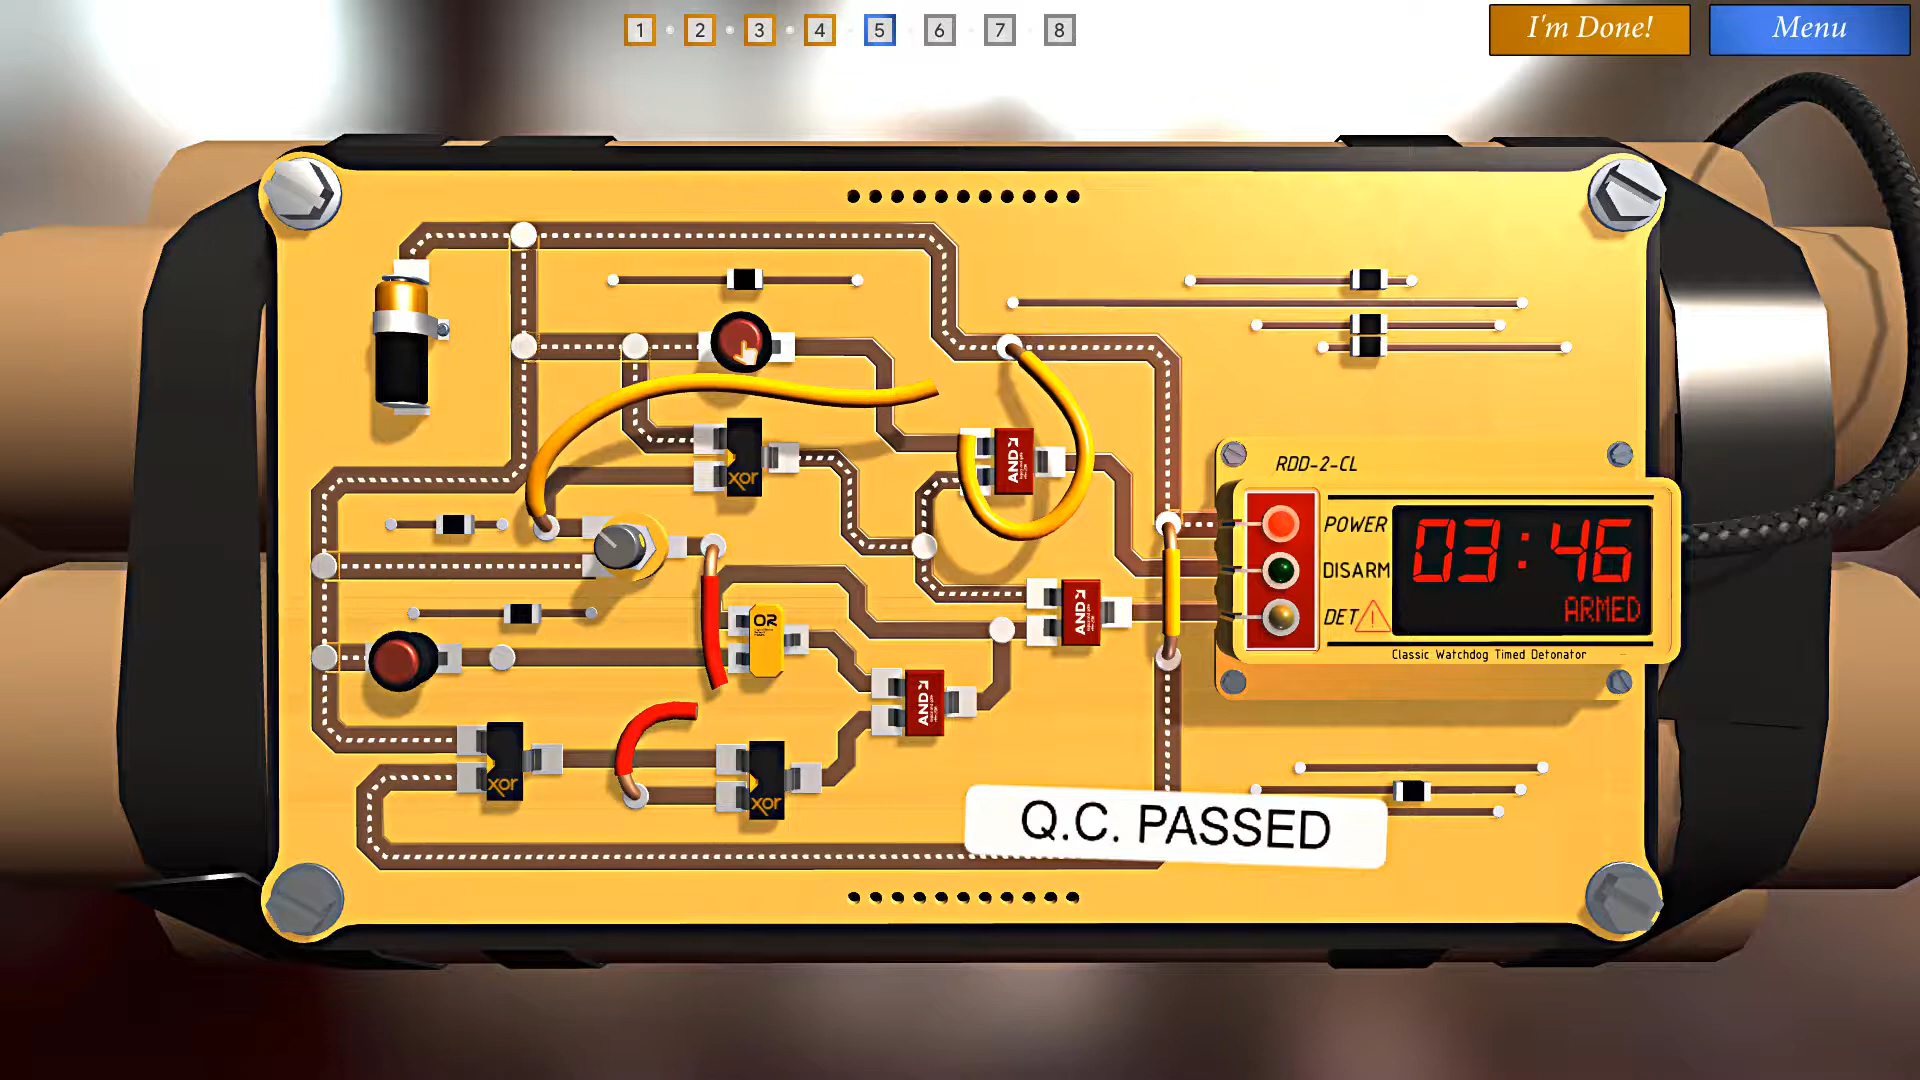 1 2 3 4 5 6 7 8
I'm Done!
Menu
RDD-2-CL
POWER
DISARM
DET
03:46
ARMED
Classic Watchdog Timed Detonator
xor
AND
AND
OR
AND
xor
xor
Q.C. PASSED